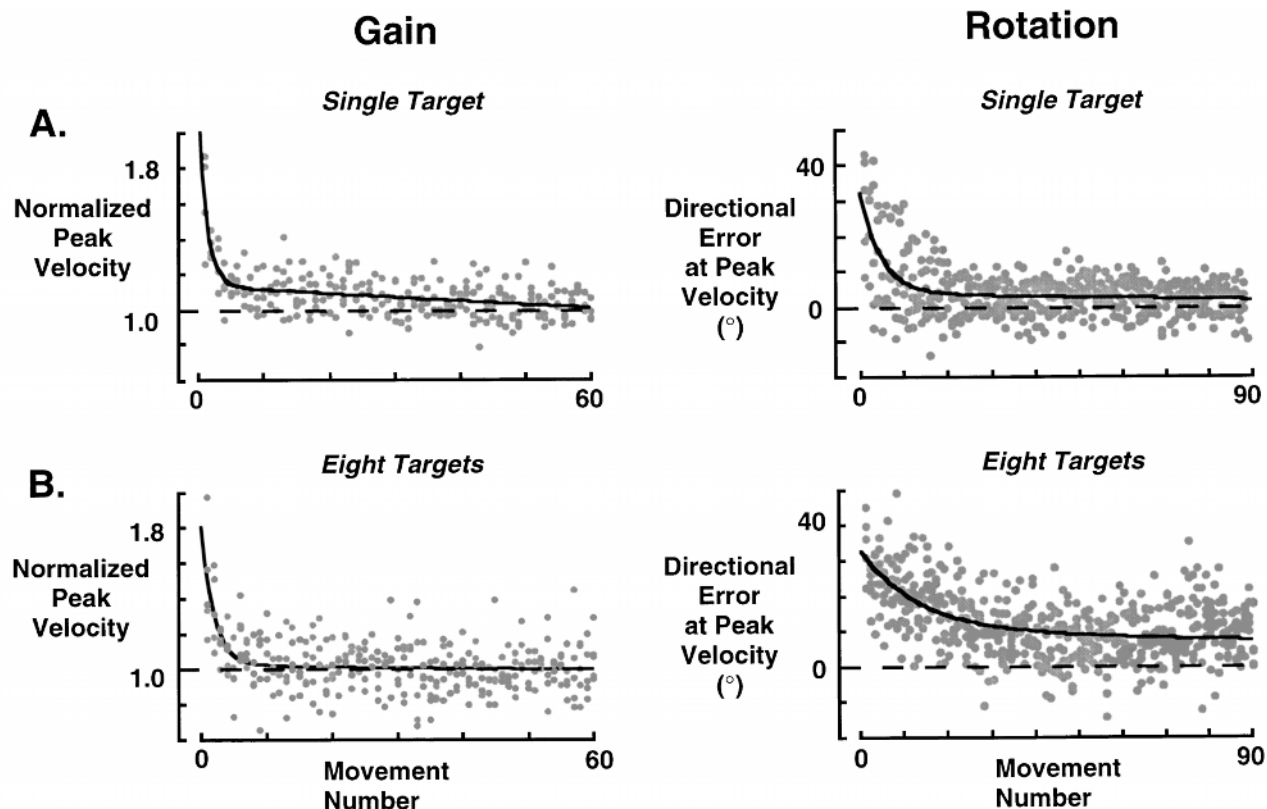 Gain
Rotation
A.
Single Target
Normalized
Peak
Velocity
1.8
1.0
0
60
Single Target
Directional
Error
at Peak
Velocity
(°)
40
0
0
90
B.
Eight Targets
Normalized
Peak
Velocity
1.8
1.0
0
60
Movement
Number
Eight Targets
Directional
Error
at Peak
Velocity
(°)
40
0
0
90
Movement
Number